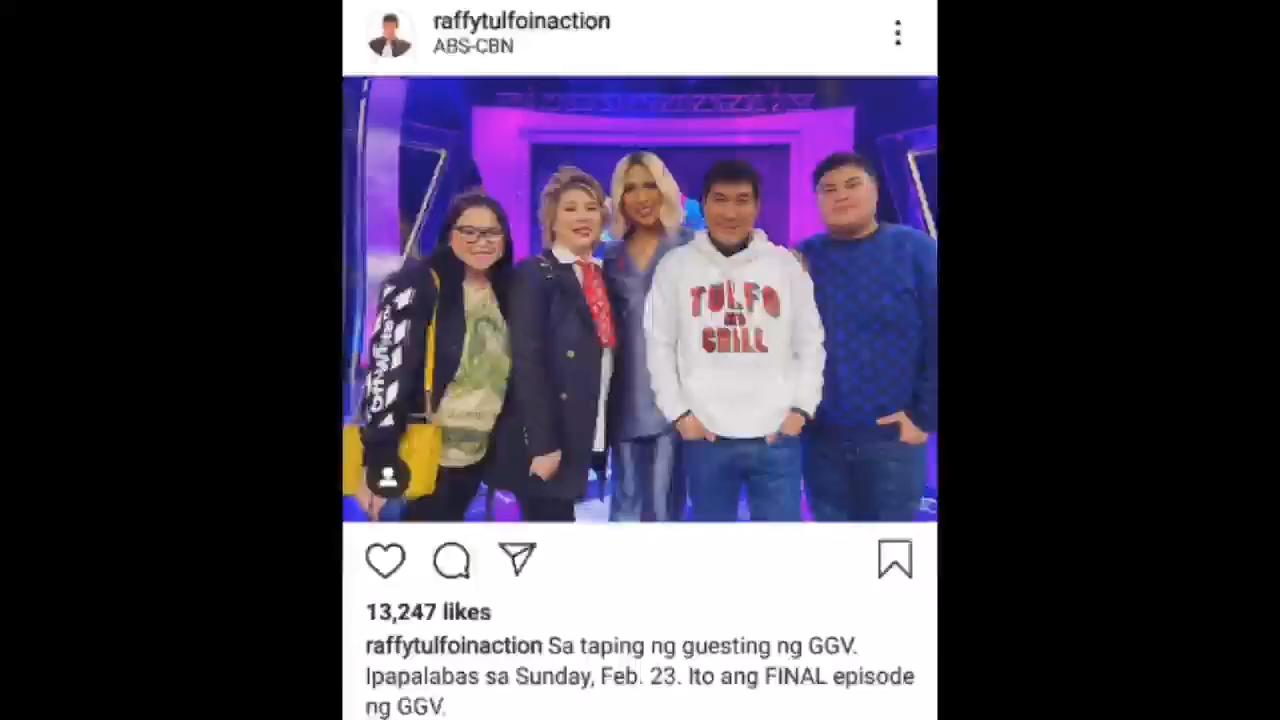 raffytulfoinaction
ABS-CBN
TULFO
AND
CHILL
13,247 likes
raffytulfoinaction Sa taping ng guesting ng GGV.
Ipapalabas sa Sunday, Feb. 23. Ito ang FINAL episode
ng GGV.